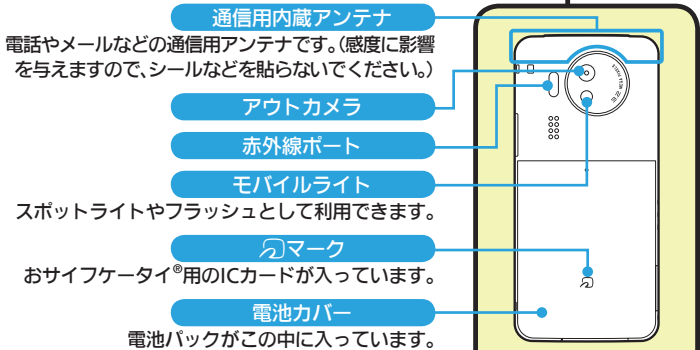 通信用内蔵アンテナ
電話やメールなどの通信用アンテナです。（感度に影響
を与えますので、シールなどを貼らないでください。）
アウトカメラ
赤外線ポート
モバイルライト
スポットライトやフラッシュとして利用できます。
マーク
おサイフケータイ®用のICカードが入っています。
電池カバー
電池パックがこの中に入っています。